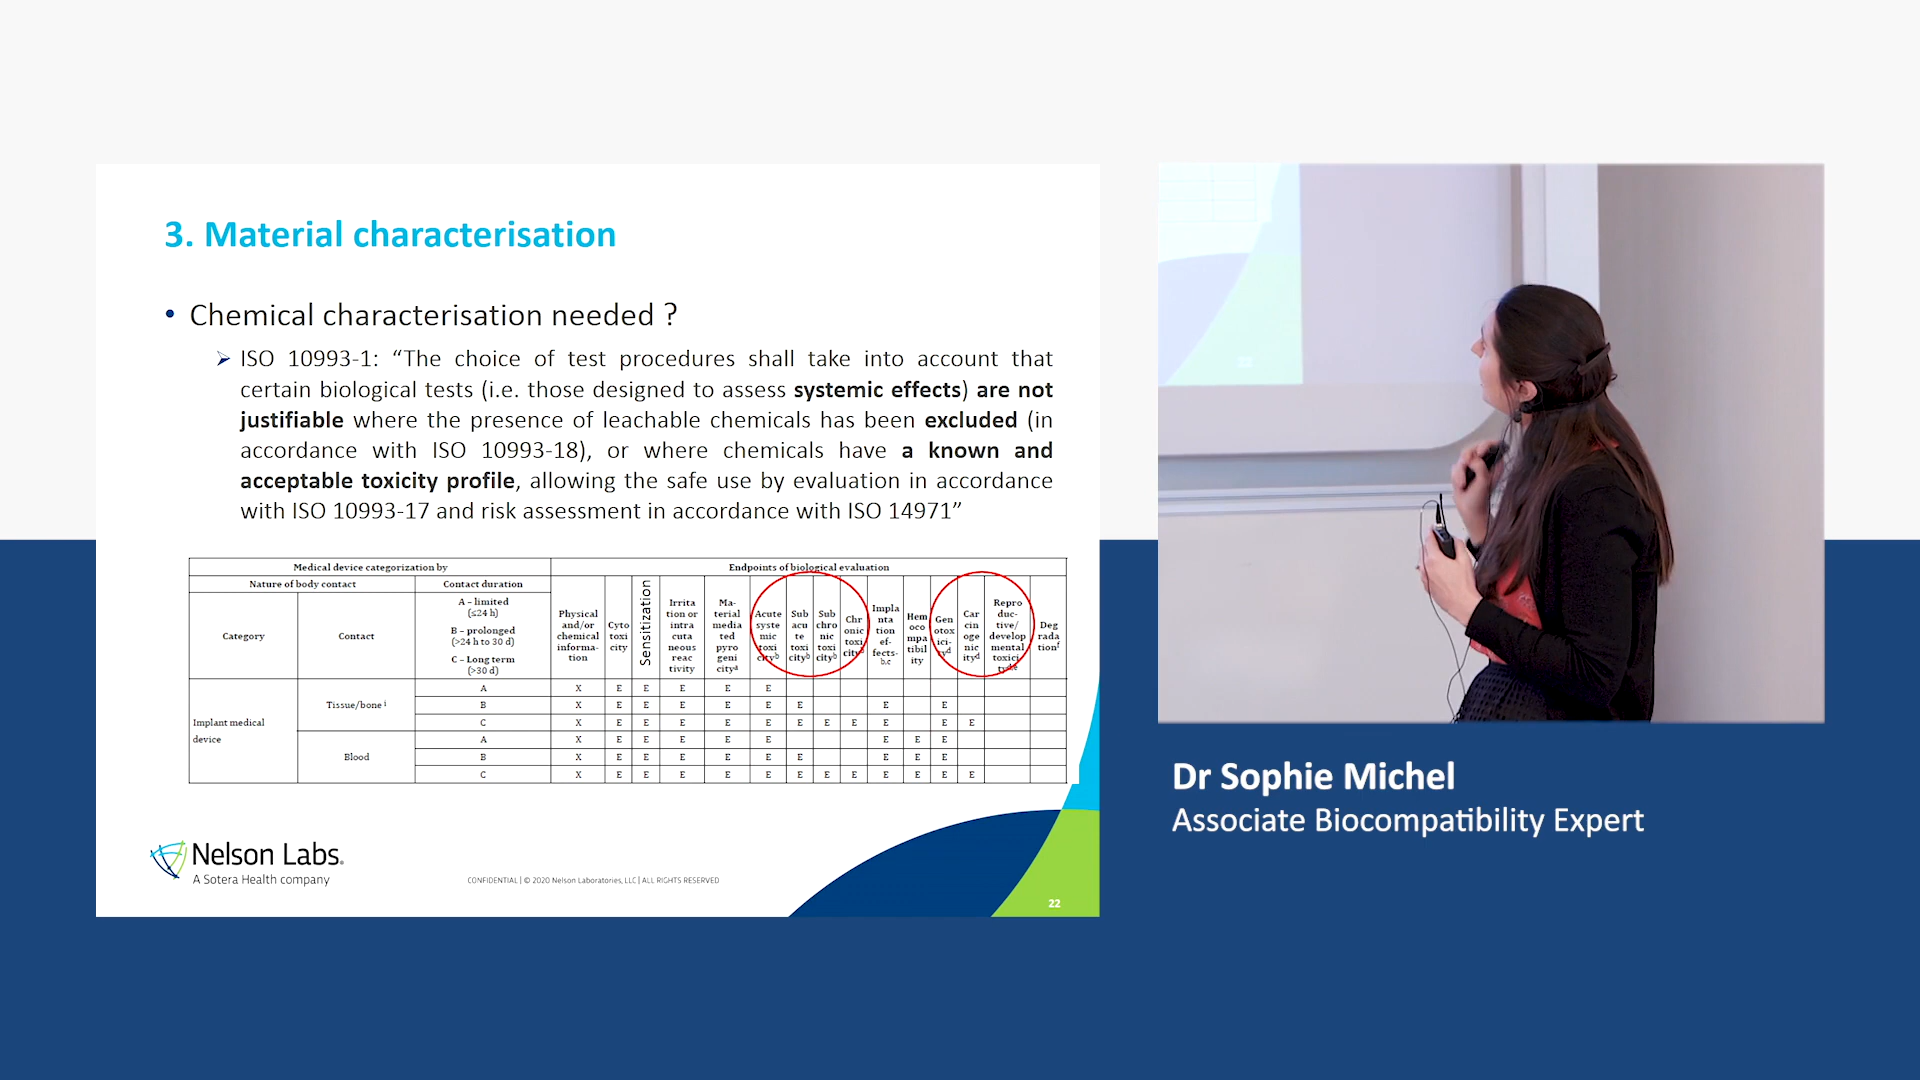 3. Material characterisation
• Chemical characterisation needed ?
➢ ISO 10993-1: “The choice of test procedures shall take into account that
certain biological tests (i.e. those designed to assess systemic effects) are not
justifiable where the presence of leachable chemicals has been excluded (in
accordance with ISO 10993-18), or where chemicals have a known and
acceptable toxicity profile, allowing the safe use by evaluation in accordance
with ISO 10993-17 and risk assessment in accordance with ISO 14971”
Medical device categorization by
Endpoints of biological evaluation
Nature of body contact
Contact duration
Category
Contact
A – limited
(≤24 h)
B – prolonged
(>24 h to 30 d)
C – Long term
(>30 d)
Physical
and/or
chemical
informa-
tion
Cyto
toxi
city
Sensitization
Irrita
tion or
intra
cuta
neous
reac
tivity
Ma-
terial
media
ted
pyro
geni
cityᵃ
Acute
syste
mic
toxi
cityᵇ
Sub
acu
te
toxi
cityᵇ
Sub
chro
nic
toxi
cityᵇ
Chr
onic
toxi
city
Impla
nta
tion
ef-
fects-
b,c
Hem
oco
mpa
tibil
ity
Gen
otox
ici-
tyᵈ
Car
cin
oge
nic
ityᵈ
Repro
duc-
tive/
develop
mental
toxici
Deg
rada
tionᶠ
Implant medical
device
Tissue/bone ⁱ
A X E E E E E
B X E E E E E E E E
C X E E E E E E E E E E E
Blood
A X E E E E E E E E
B X E E E E E E E E E
C X E E E E E E E E E E E E
Nelson Labs.
A Sotera Health company
CONFIDENTIAL | © 2020 Nelson Laboratories, LLC | ALL RIGHTS RESERVED
22
Dr Sophie Michel
Associate Biocompatibility Expert